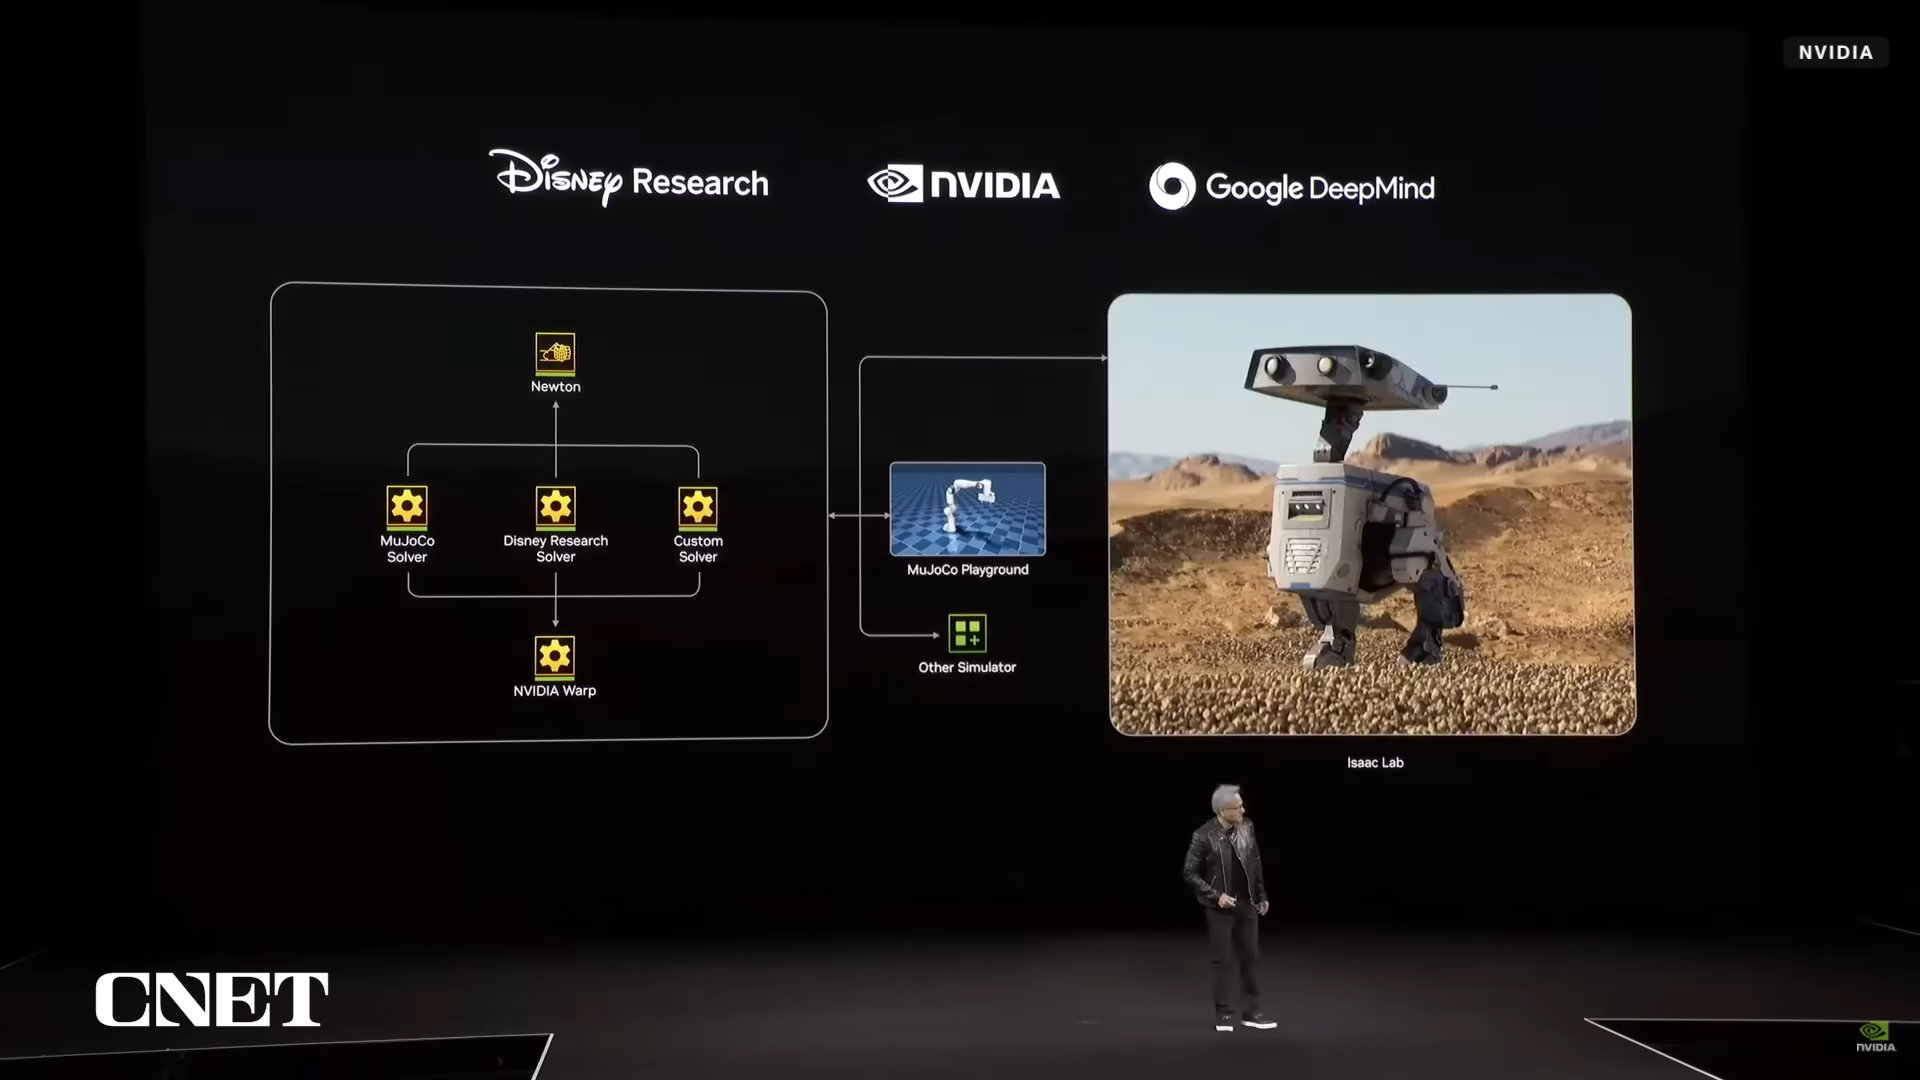 NVIDIA
Disney Research
NVIDIA
Google DeepMind
Newton
MuJoCo
Solver
Disney Research
Solver
Custom
Solver
NVIDIA Warp
MuJoCo Playground
Other Simulator
Isaac Lab
CNET
NVIDIA